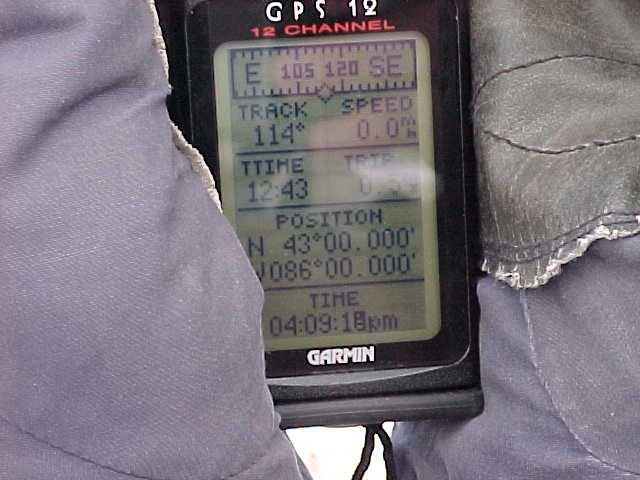 GPS 12
12 CHANNEL
E 105 120 SE
TRACK SPEED
114° 0.0
TTIME TRIP
12:43
POSITION
N 43°00.000'
W086°00.000'
TIME
04:09:18pm
GARMIN